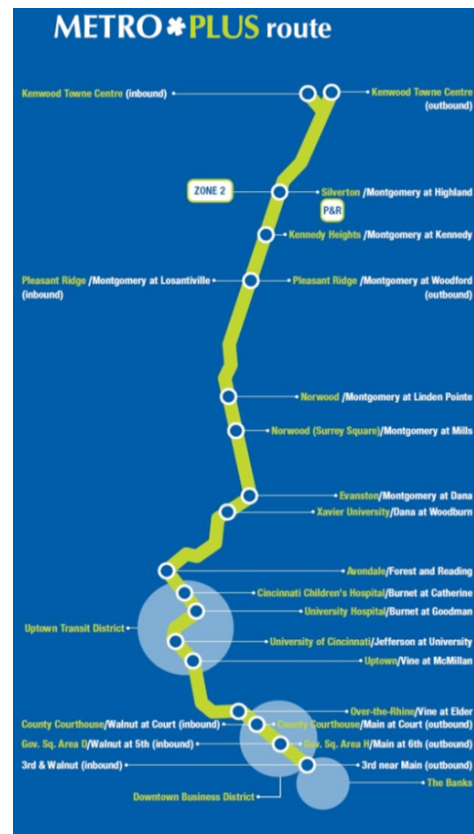 METRO*PLUS route
Kenwood Towne Centre (inbound)
Kenwood Towne Centre
(outbound)
ZONE 2
Silverton /Montgomery at Highland
P&R
Kennedy Heights /Montgomery at Kennedy
Pleasant Ridge /Montgomery at Losantiville
(inbound)
Pleasant Ridge /Montgomery at Woodford
(outbound)
Norwood /Montgomery at Linden Pointe
Norwood (Surrey Square)/Montgomery at Mills
Evanston/Montgomery at Dana
Xavier University/Dana at Woodburn
Avondale/Forest and Reading
Cincinnati Children's Hospital/Burnet at Catherine
University Hospital/Burnet at Goodman
Uptown Transit District
University of Cincinnati/Jefferson at University
Uptown/Vine at McMillan
Over-the-Rhine/Vine at Elder
County Courthouse/Walnut at Court (inbound)
County Courthouse/Main at Court (outbound)
Gov. Sq. Area D/Walnut at 5th (inbound)
Gov. Sq. Area H/Main at 6th (outbound)
3rd & Walnut (inbound)
3rd near Main (outbound)
The Banks
Downtown Business District